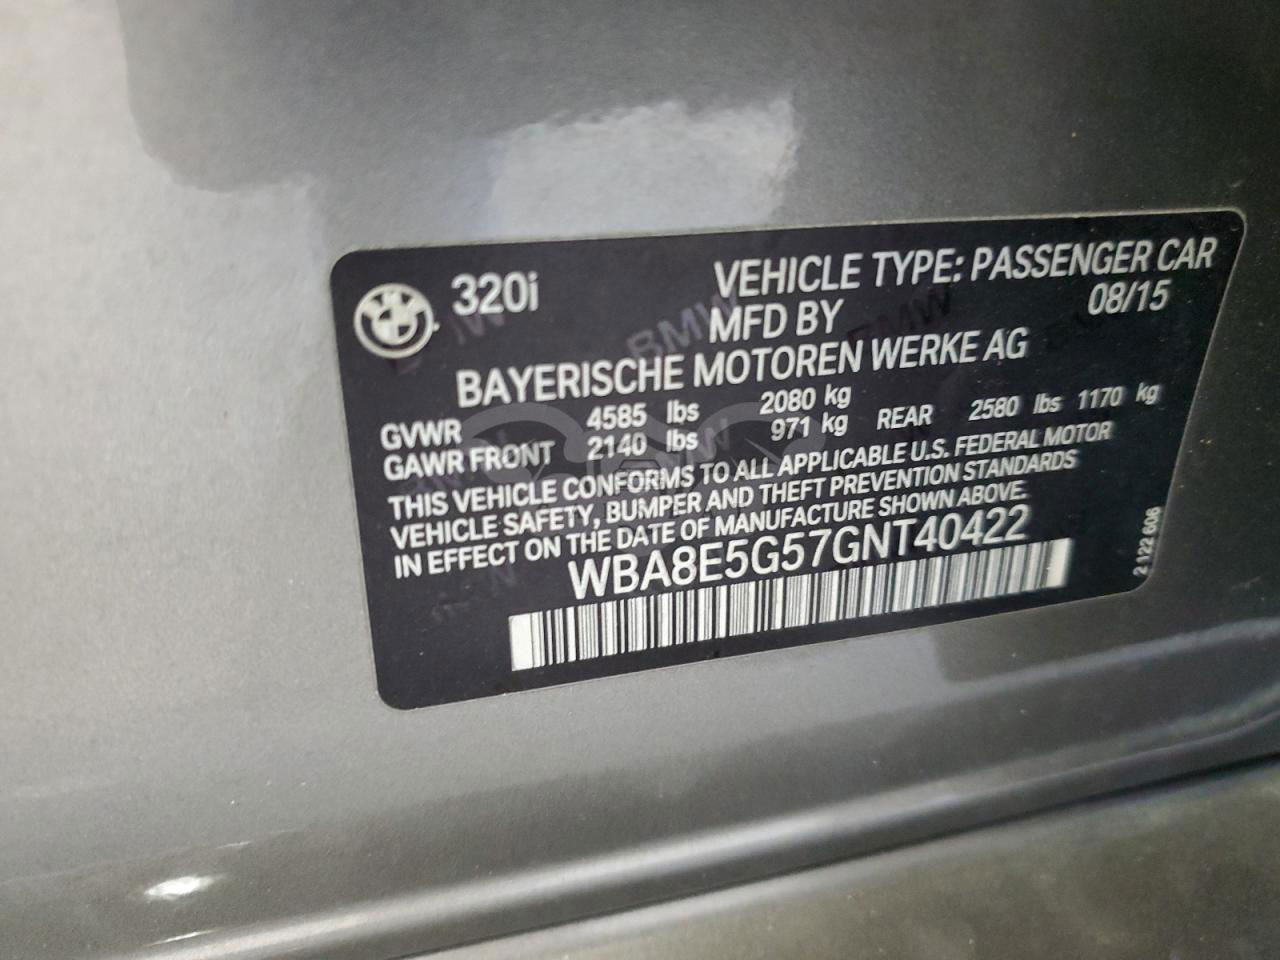 320i VEHICLE TYPE: PASSENGER CAR
MFD BY 08/15
BAYERISCHE MOTOREN WERKE AG
GVWR 4585 lbs 2080 kg
GAWR FRONT 2140 lbs 971 kg REAR 2580 lbs 1170 kg
THIS VEHICLE CONFORMS TO ALL APPLICABLE U.S. FEDERAL MOTOR
VEHICLE SAFETY, BUMPER AND THEFT PREVENTION STANDARDS
IN EFFECT ON THE DATE OF MANUFACTURE SHOWN ABOVE.
WBA8E5G57GNT40422
2 122 606
BMW
BMW